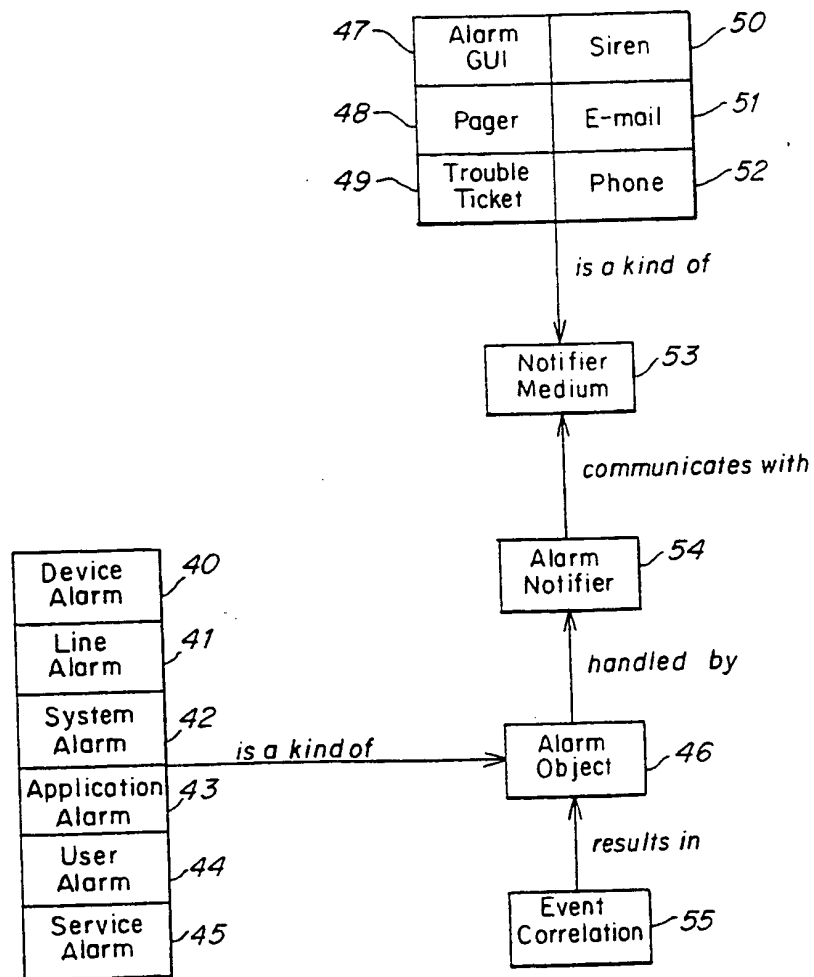 47
Alarm
GUI
Siren
50
48
Pager
E-mail
51
49
Trouble
Ticket
Phone
52
is a kind of
Notifier
Medium
53
communicates with
Alarm
Notifier
54
handled by
Device
Alarm
40
Line
Alarm
41
System
Alarm
42
Application
Alarm
43
User
Alarm
44
Service
Alarm
45
is a kind of
Alarm
Object
46
results in
Event
Correlation
55